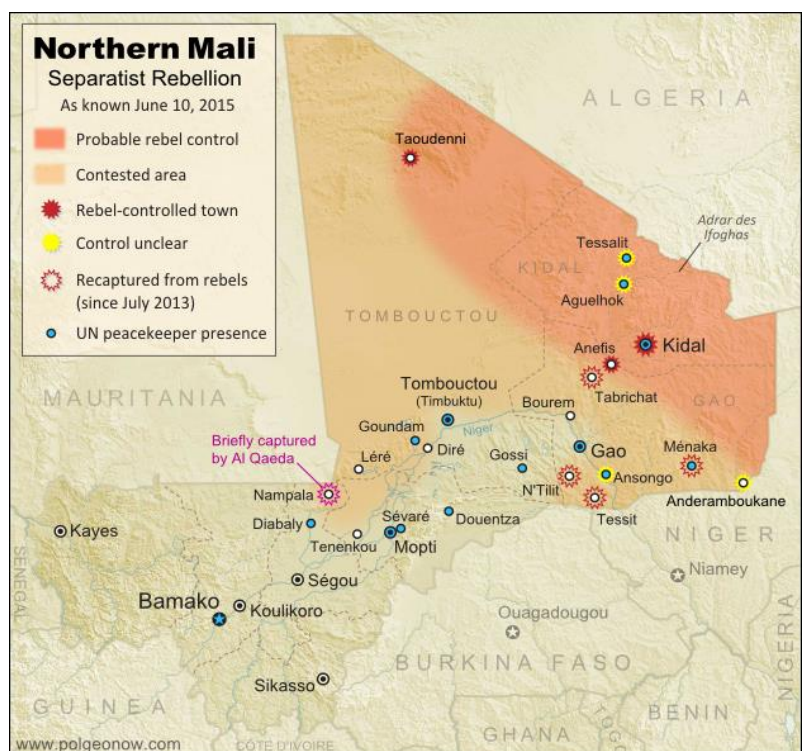 Northern Mali
Separatist Rebellion
As known June 10, 2015
Probable rebel control
Contested area
Rebel-controlled town
Control unclear
Recaptured from rebels
(since July 2013)
UN peacekeeper presence
ALGERIA
Taoudenni
Adrar des
Ifoghas
Tessalit
KIDAL
Aguelhok
TOMBOUCTOU
Kidal
Anefis
MAURITANIA
Tabrichat
Tombouctou
(Timbuktu)
Bourem
GAO
Goundam
Niger
Briefly captured
by Al Qaeda
Diré
Gao
Ménaka
Léré
Gossi
Ansongo
Nampala
N'Tilit
Anderamboukane
Tessit
Diabaly
Sévaré
Douentza
Kayes
NIGER
Tenenkou
Mopti
SENEGAL
Niamey
Ségou
Bamako
Koulikoro
Ouagadougou
BURKINA FASO
NIGERIA
Sikasso
GUINEA
BENIN
GHANA
TOGO
CÔTE D'IVOIRE
www.polgeonow.com